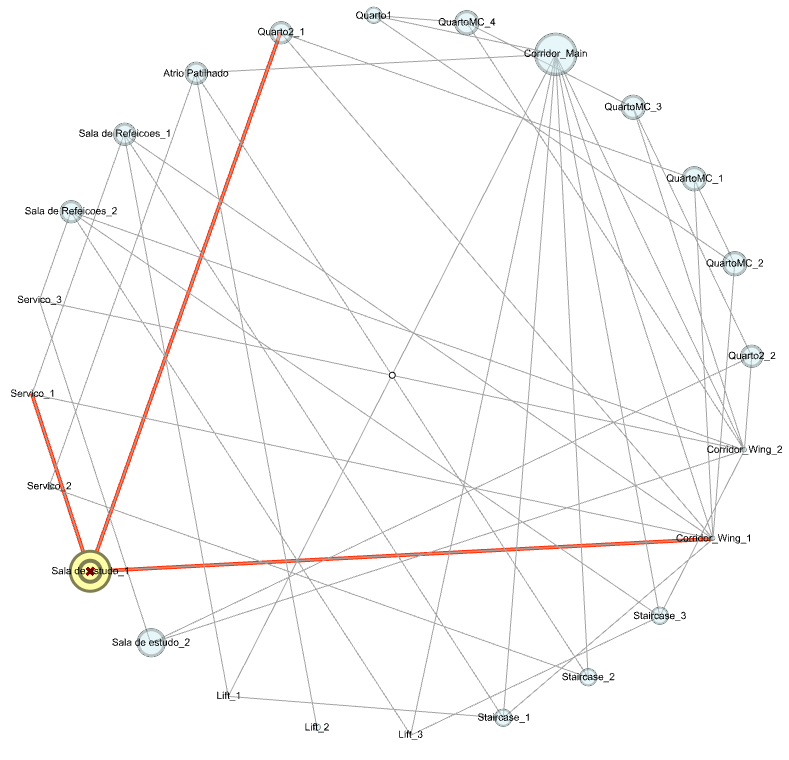 Quarto1
QuartoMC_4
Quarto2_1
Corridor_Main
Atrio Patilhado
QuartoMC_3
Sala de Refeicoes_1
QuartoMC_1
Sala de Refeicoes_2
QuartoMC_2
Servico_3
Quarto2_2
Servico_1
Corridor_Wing_2
Servico_2
Corridor_Wing_1
Sala de Estudo_1
Staircase_3
Sala de estudo_2
Staircase_2
Lift_1
Staircase_1
Lift_2
Lift_3